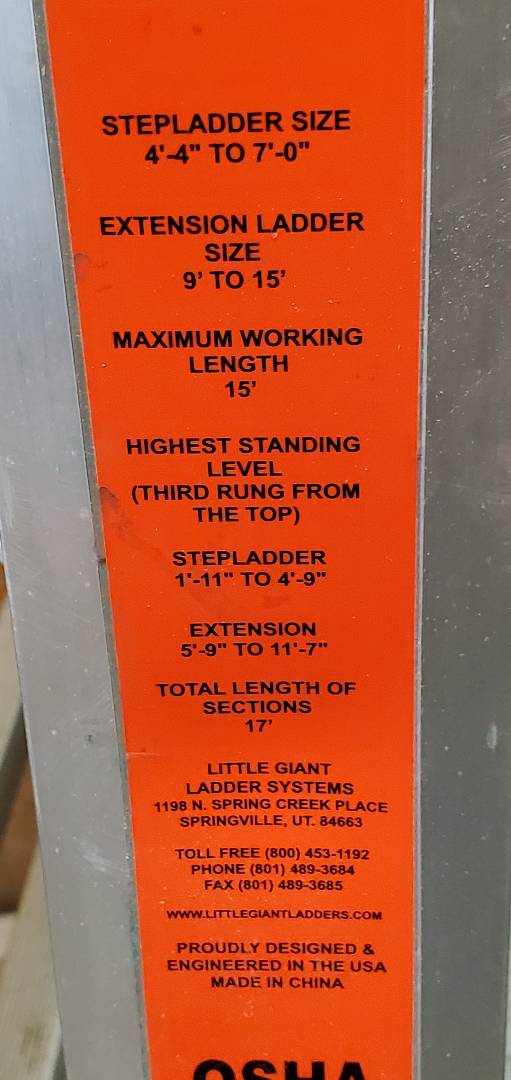 STEPLADDER SIZE
4'-4" TO 7'-0"
EXTENSION LADDER
SIZE
9’ TO 15’
MAXIMUM WORKING
LENGTH
15’
HIGHEST STANDING
LEVEL
(THIRD RUNG FROM
THE TOP)
STEPLADDER
1'-11" TO 4'-9"
EXTENSION
5'-9" TO 11'-7"
TOTAL LENGTH OF
SECTIONS
17’
LITTLE GIANT
LADDER SYSTEMS
1198 N. SPRING CREEK PLACE
SPRINGVILLE, UT. 84663
TOLL FREE (800) 453-1192
PHONE (801) 489-3684
FAX (801) 489-3685
WWW.LITTLEGIANTLADDERS.COM
PROUDLY DESIGNED &
ENGINEERED IN THE USA
MADE IN CHINA
OSHA